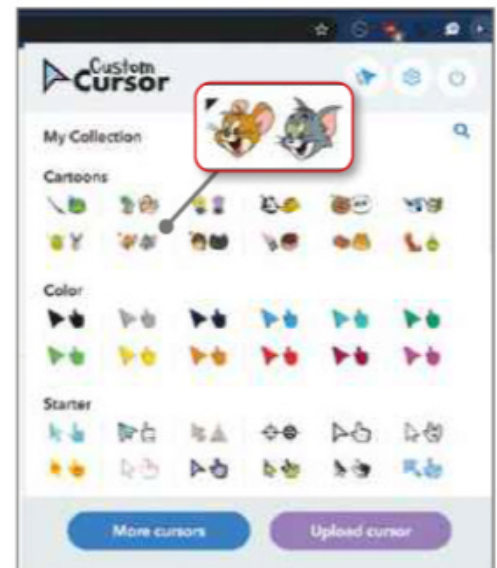 Custom
Cursor
My Collection
Cartoons
Color
Starter
More cursors
Upload cursor